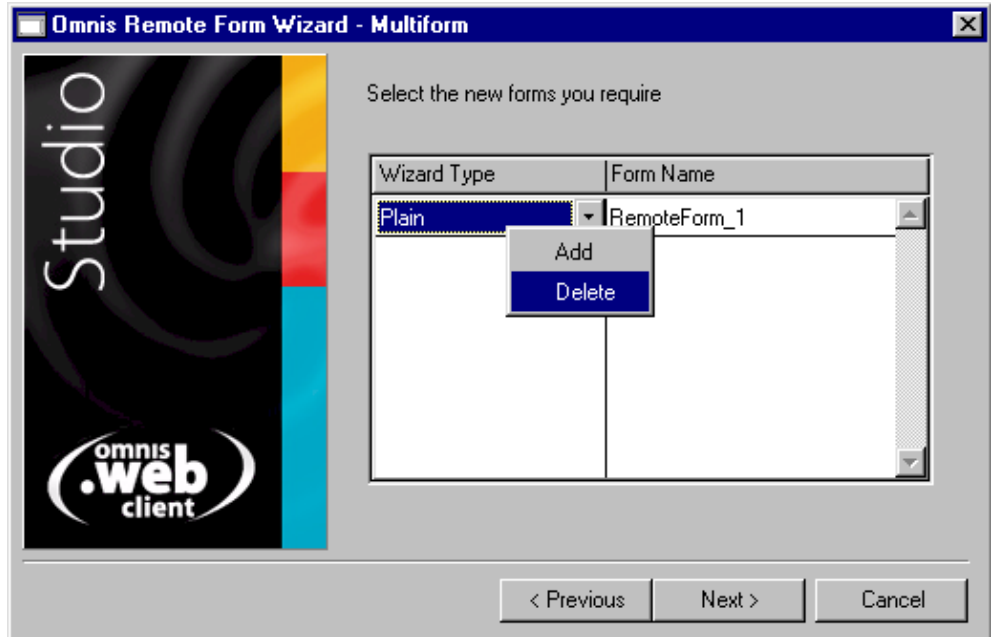 Omnis Remote Form Wizard - Multiform
Studio
omnis
.web
client
Select the new forms you require
Wizard Type Form Name
Plain RemoteForm_1
Add
Delete
< Previous Next > Cancel